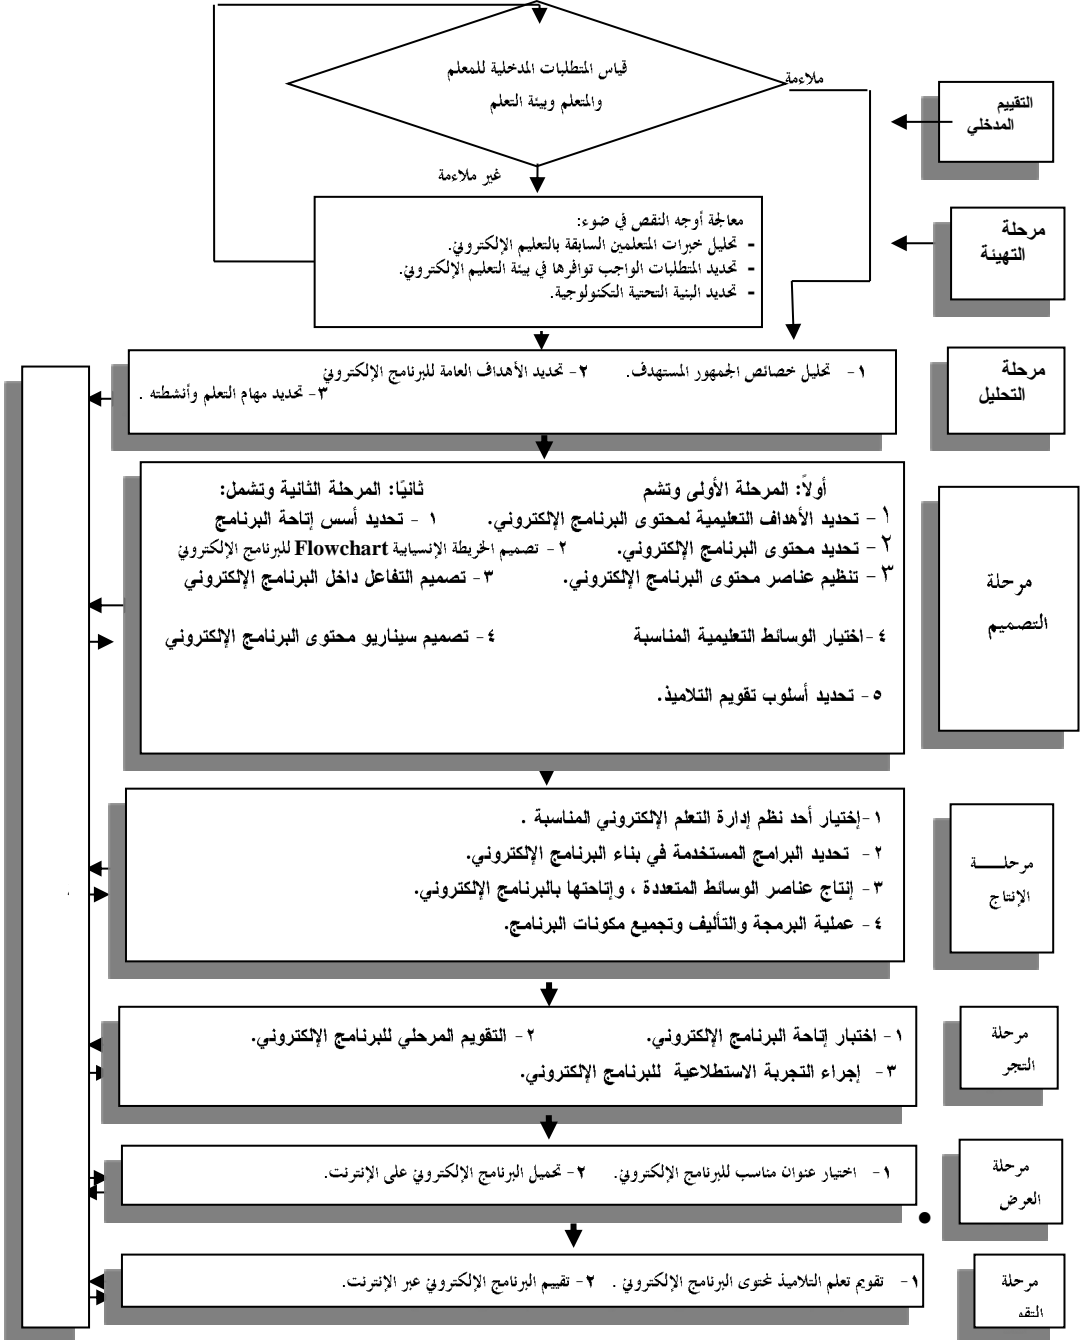 قياس المتطلبات المدخلية للمعلم
والمتعلم وبيئة التعلم
ملاءمة
غير ملاءمة
التقييم
المدخلي
معالجة أوجه النقص في ضوء:
- تحليل خبرات المتعلمين السابقة بالتعليم الإلكتروني.
- تحديد المتطلبات الواجب توافرها في بيئة التعليم الإلكتروني.
- تحديد البنية التحتية التكنولوجية.
مرحلة
التهيئة
١- تحليل خصائص الجمهور المستهدف. ٢- تحديد الأهداف العامة للبرنامج الإلكتروني
٣- تحديد مهام التعلم وأنشطته .
مرحلة
التحليل
أولاً: المرحلة الأولى وتشم
١ - تحديد الأهداف التعليمية لمحتوى البرنامج الإلكتروني.
٢ - تحديد محتوى البرنامج الإلكتروني.
٣ - تنظيم عناصر محتوى البرنامج الإلكتروني.
٤ -اختيار الوسائط التعليمية المناسبة
٥ - تحديد أسلوب تقويم التلاميذ.
ثانيًا: المرحلة الثانية وتشمل:
١ - تحديد أسس إتاحة البرنامج
٢ - تصميم الخريطة الإنسيابية Flowchart للبرنامج الإلكتروني
٣- تصميم التفاعل داخل البرنامج الإلكتروني
٤- تصميم سيناريو محتوى البرنامج الإلكتروني
مرحلة
التصميم
١ -إختيار أحد نظم إدارة التعلم الإلكتروني المناسبة .
٢ - تحديد البرامج المستخدمة في بناء البرنامج الإلكتروني.
٣ - إنتاج عناصر الوسائط المتعددة ، وإتاحتها بالبرنامج الإلكتروني.
٤ - عملية البرمجة والتأليف وتجميع مكونات البرنامج.
مرحلـــــة
الإنتاج
١ - اختبار إتاحة البرنامج الإلكتروني. ٢ - التقويم المرحلي للبرنامج الإلكتروني.
٣ - إجراء التجربة الاستطلاعية للبرنامج الإلكتروني.
مرحلة
التجر
١- اختيار عنوان مناسب للبرنامج الإلكتروني. ٢- تحميل البرنامج الإلكتروني على الإنترنت.
مرحلة
العرض
١- تقويم تعلم التلاميذ لمحتوى البرنامج الإلكتروني . ٢- تقييم البرنامج الإلكتروني عبر الإنترنت.
مرحلة
التقو